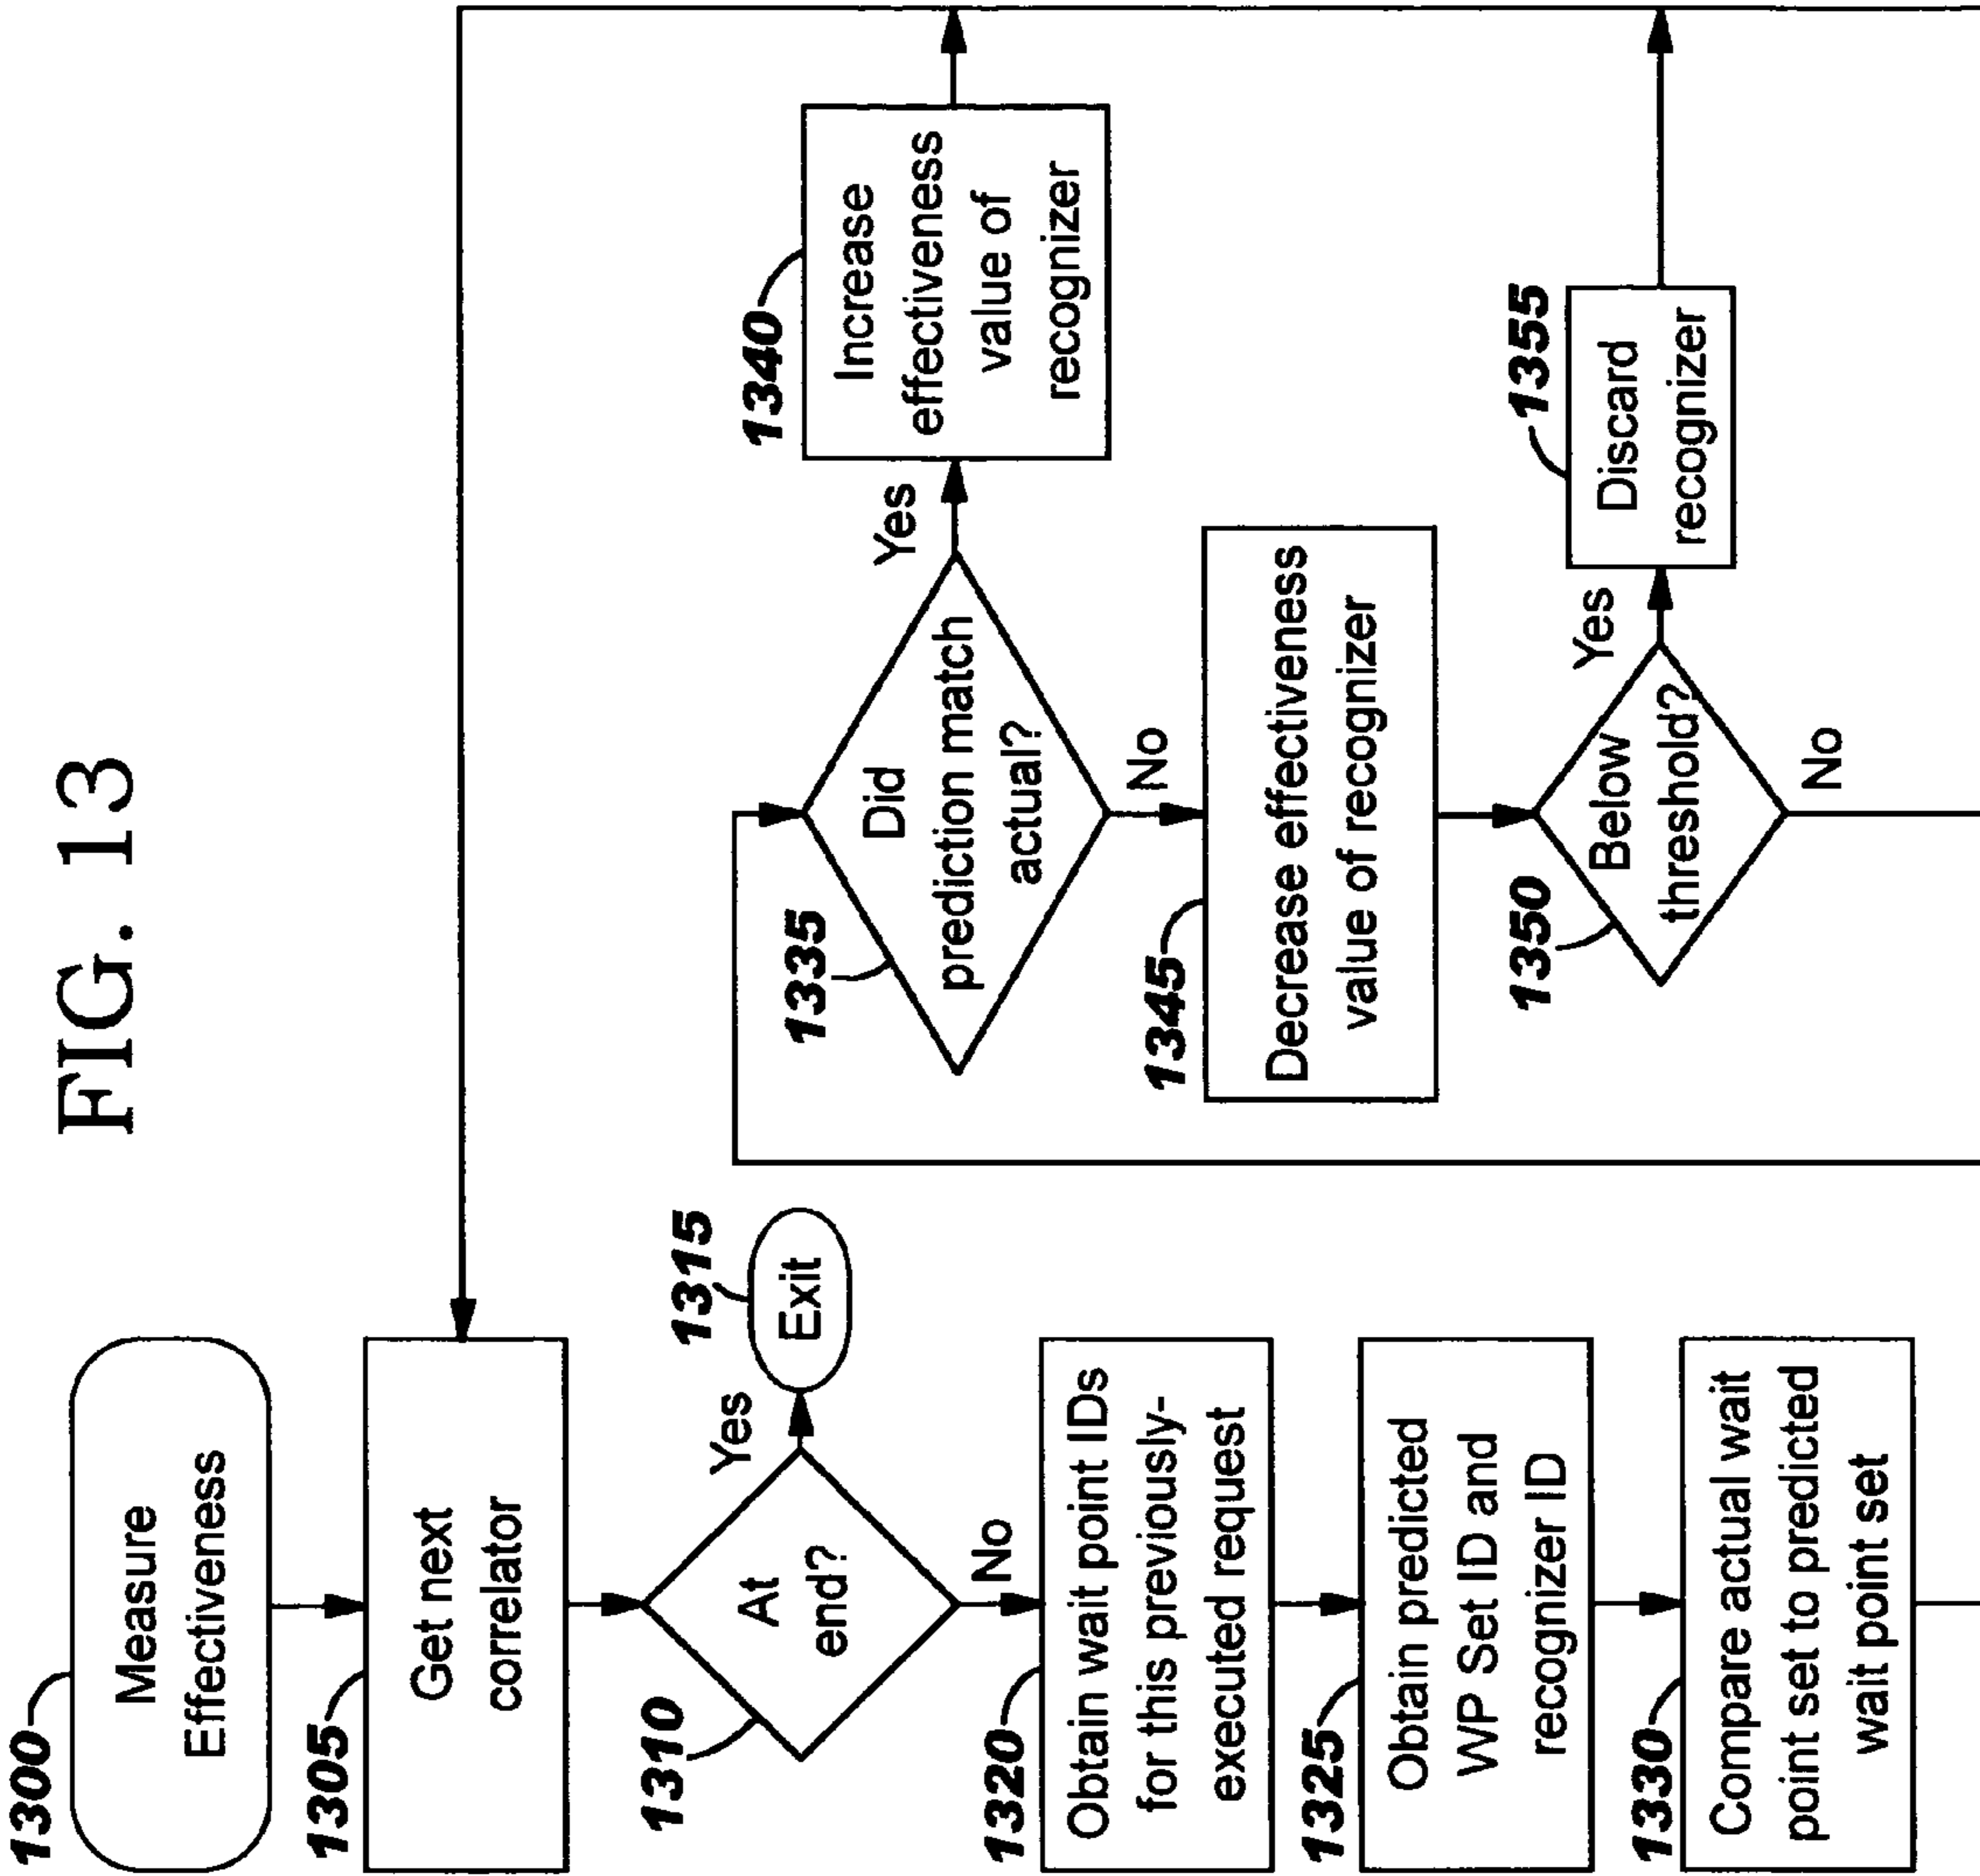 FIG. 13
1300
Measure
Effectiveness
1305
Get next
correlator
1310
At
end?
Yes
1315
Exit
No
1320
Obtain wait point IDs
for this previously-
executed request
1325
Obtain predicted
WP Set ID and
recognizer ID
1330
Compare actual wait
point set to predicted
wait point set
1335
Did
prediction match
actual?
Yes
1340
Increase
effectiveness
value of
recognizer
No
1345
Decrease effectiveness
value of recognizer
1350
Below
threshold?
Yes
1355
Discard
recognizer
No